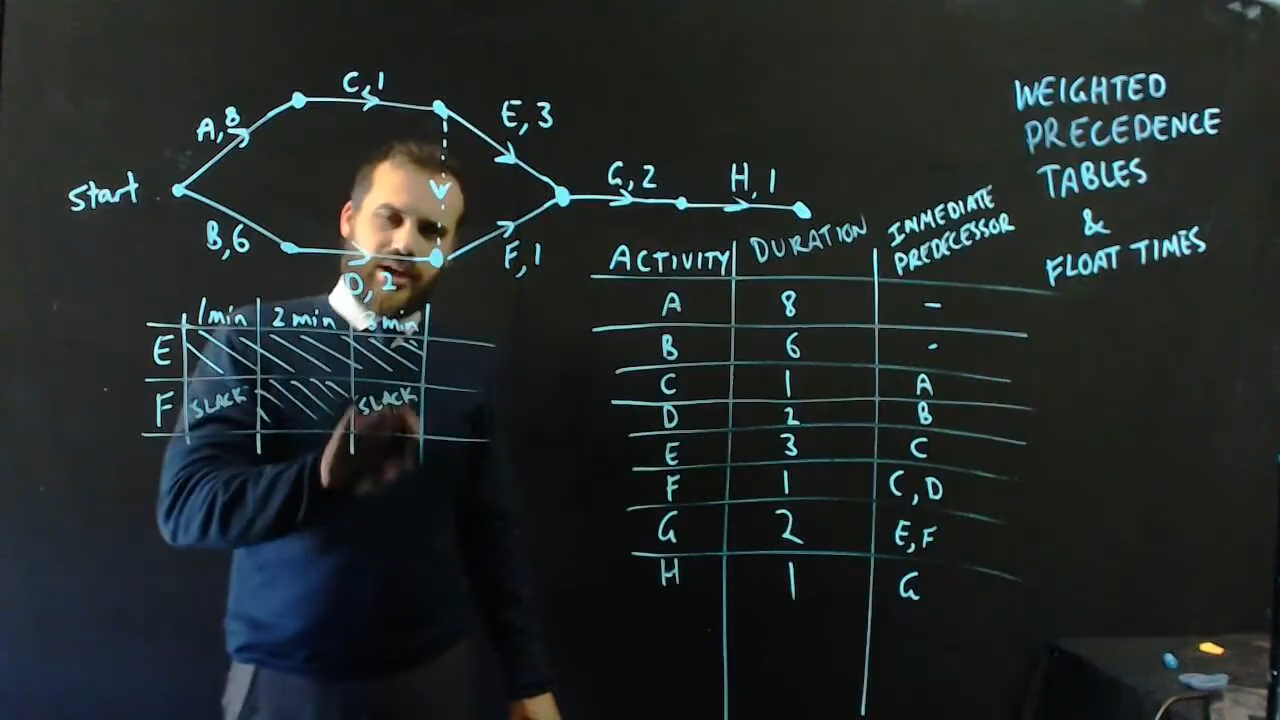 WEIGHTED
PRECEDENCE
TABLES
&
FLOAT TIMES
C, 1
A, 8
E, 3
Start
G, 2
H, 1
B, 6
F, 1
D, 2
1 min 2 min 3 min
E
F SLACK SLACK
ACTIVITY DURATION IMMEDIATE PREDECESSOR
A 8 -
B 6 -
C 1 A
D 2 B
E 3 C
F 1 C, D
G 2 E, F
H 1 G